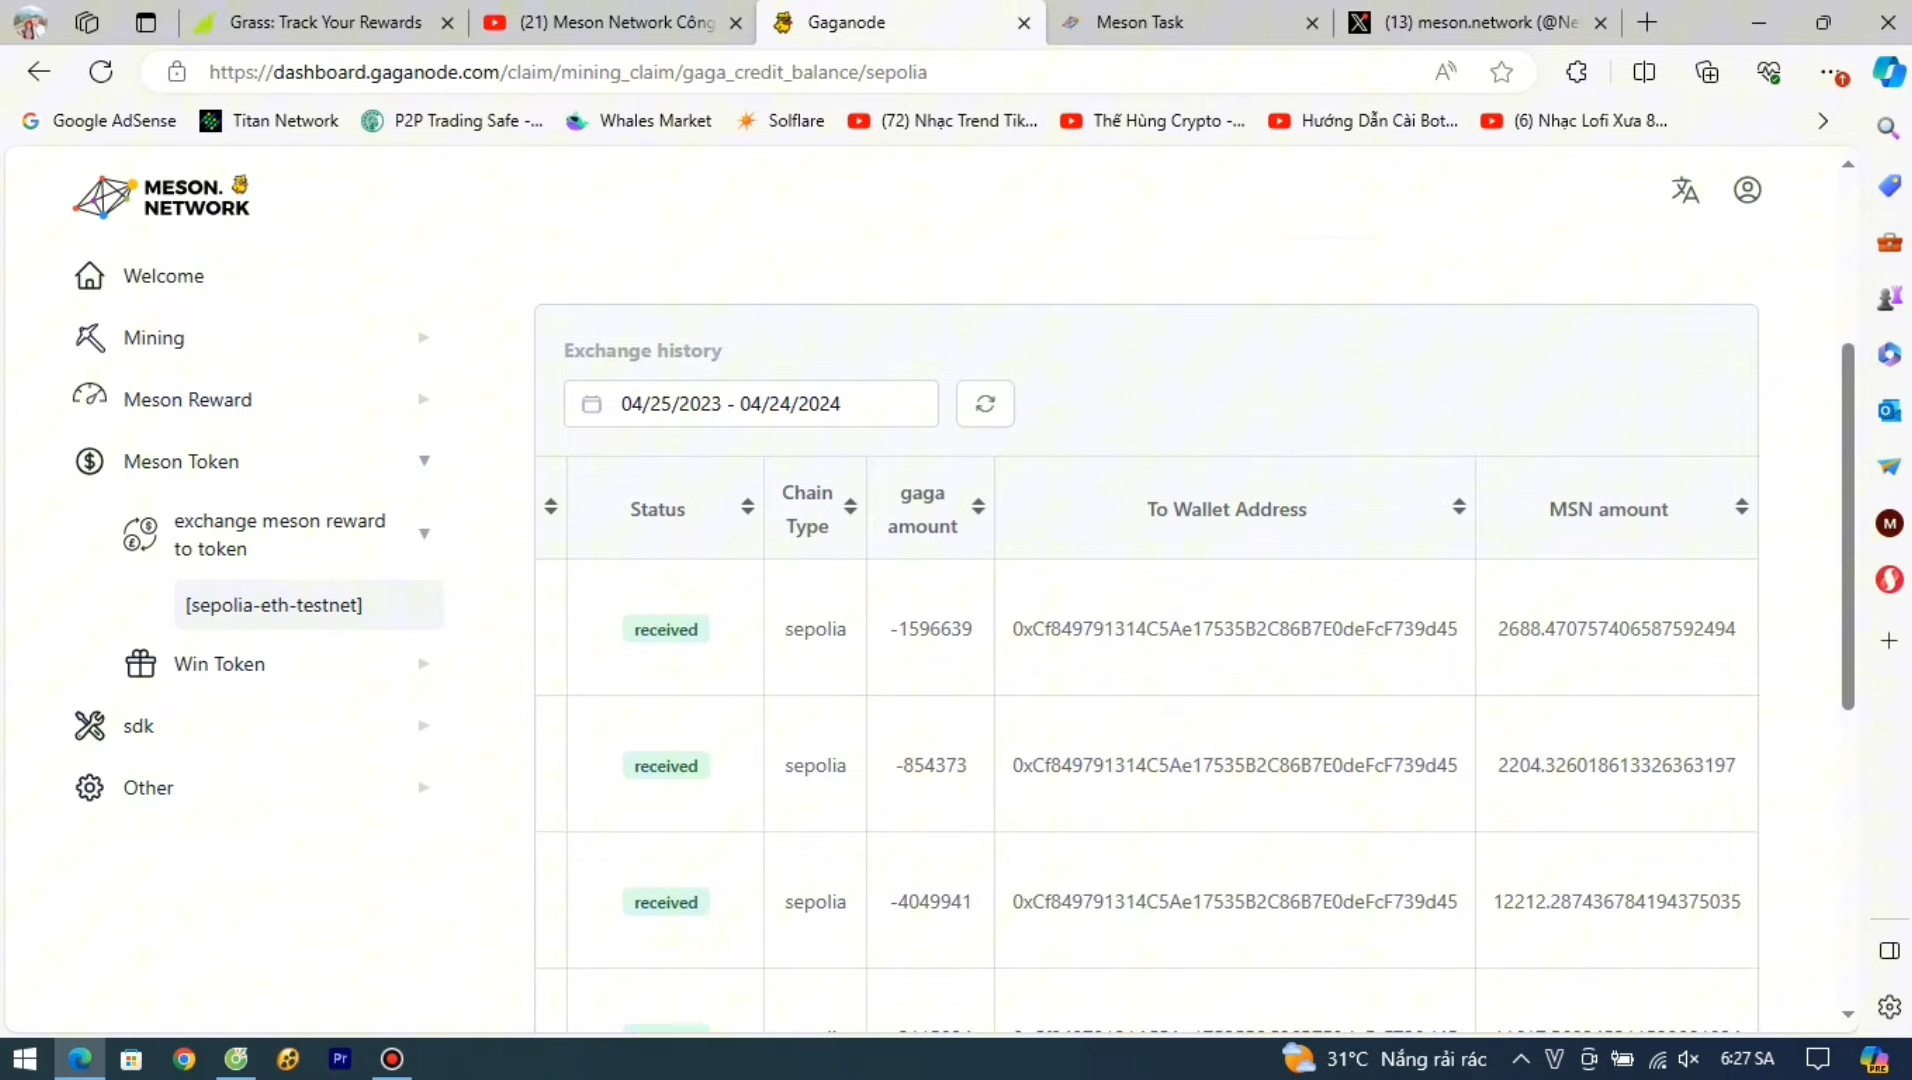 Grass: Track Your Rewards
(21) Meson Network Công
Gaganode
Meson Task
(13) meson.network (@Ne
https://dashboard.gaganode.com/claim/mining_claim/gaga_credit_balance/sepolia
Google AdSense
Titan Network
P2P Trading Safe -...
Whales Market
Solflare
(72) Nhạc Trend Tik...
Thế Hùng Crypto -...
Hướng Dẫn Cài Bot...
(6) Nhạc Lofi Xưa 8...
MESON.
NETWORK
Welcome
Mining
Meson Reward
Meson Token
exchange meson reward
to token
[sepolia-eth-testnet]
Win Token
sdk
Other
Exchange history
04/25/2023 - 04/24/2024
Status
Chain
Type
gaga
amount
To Wallet Address
MSN amount
received sepolia -1596639 0xCf849791314C5Ae17535B2C86B7E0deFcF739d45 2688.470757406587592494
received sepolia -854373 0xCf849791314C5Ae17535B2C86B7E0deFcF739d45 2204.326018613326363197
received sepolia -4049941 0xCf849791314C5Ae17535B2C86B7E0deFcF739d45 12212.287436784194375035
M
Pr
31°C Nắng rải rác
6:27 SA
PRE